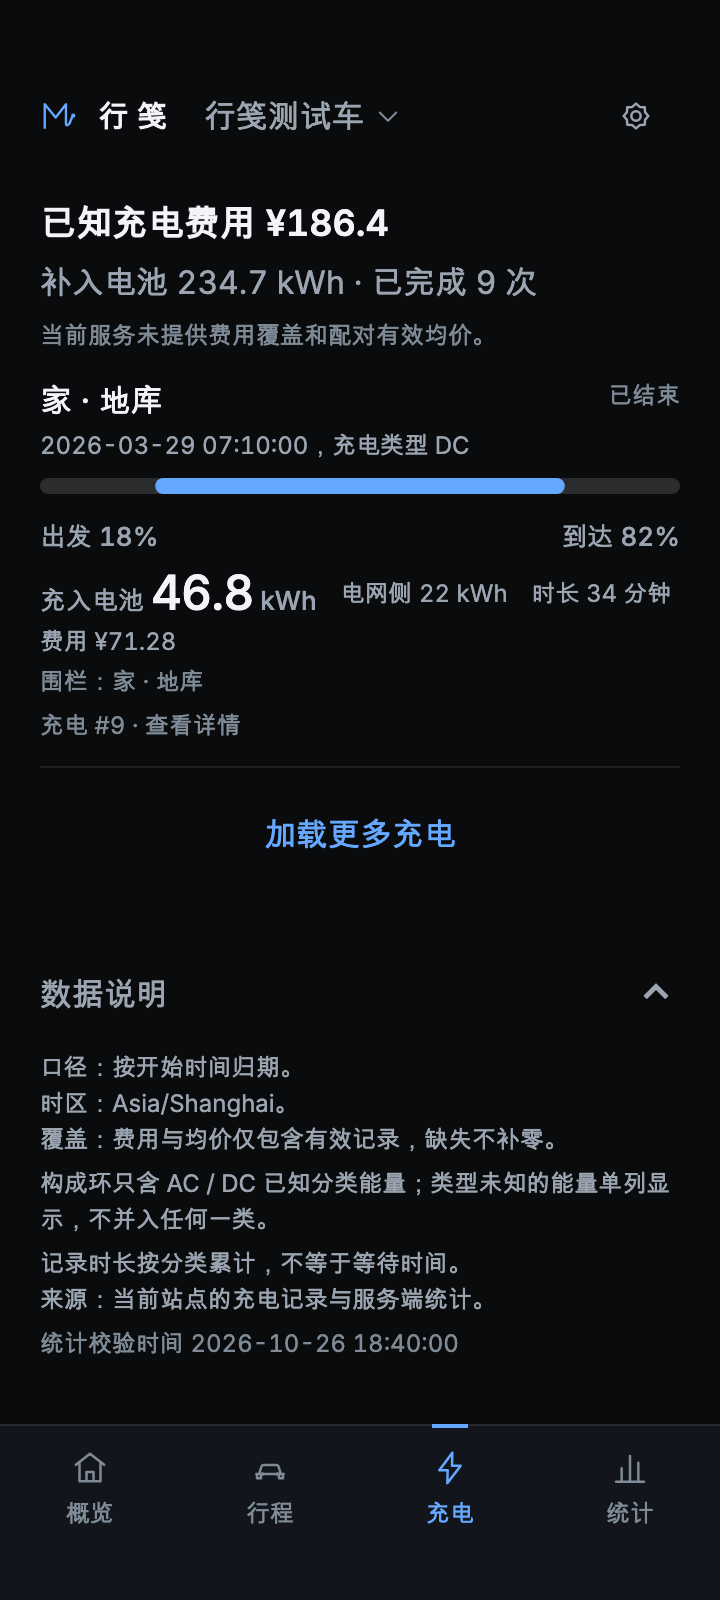 行笺 行笺测试车
已知充电费用 ¥186.4
补入电池 234.7 kWh · 已完成 9 次
当前服务未提供费用覆盖和配对有效均价。
家 · 地库 已结束
2026-03-29 07:10:00，充电类型 DC
出发 18% 到达 82%
充入电池 46.8 kWh 电网侧 22 kWh 时长 34 分钟
费用 ¥71.28
围栏：家 · 地库
充电 #9 · 查看详情
加载更多充电
数据说明
口径：按开始时间归期。
时区：Asia/Shanghai。
覆盖：费用与均价仅包含有效记录，缺失不补零。
构成环只含 AC / DC 已知分类能量；类型未知的能量单列显
示，不并入任何一类。
记录时长按分类累计，不等于等待时间。
来源：当前站点的充电记录与服务端统计。
统计校验时间 2026-10-26 18:40:00
概览 行程 充电 统计